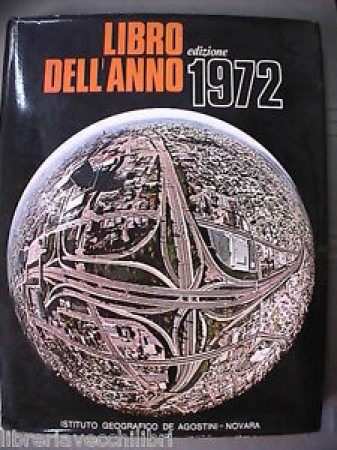 LIBRO
DELL'ANNO
edizione
1972
ISTITUTO GEOGRAFICO DE AGOSTINI - NOVARA
libreriavecchilibri